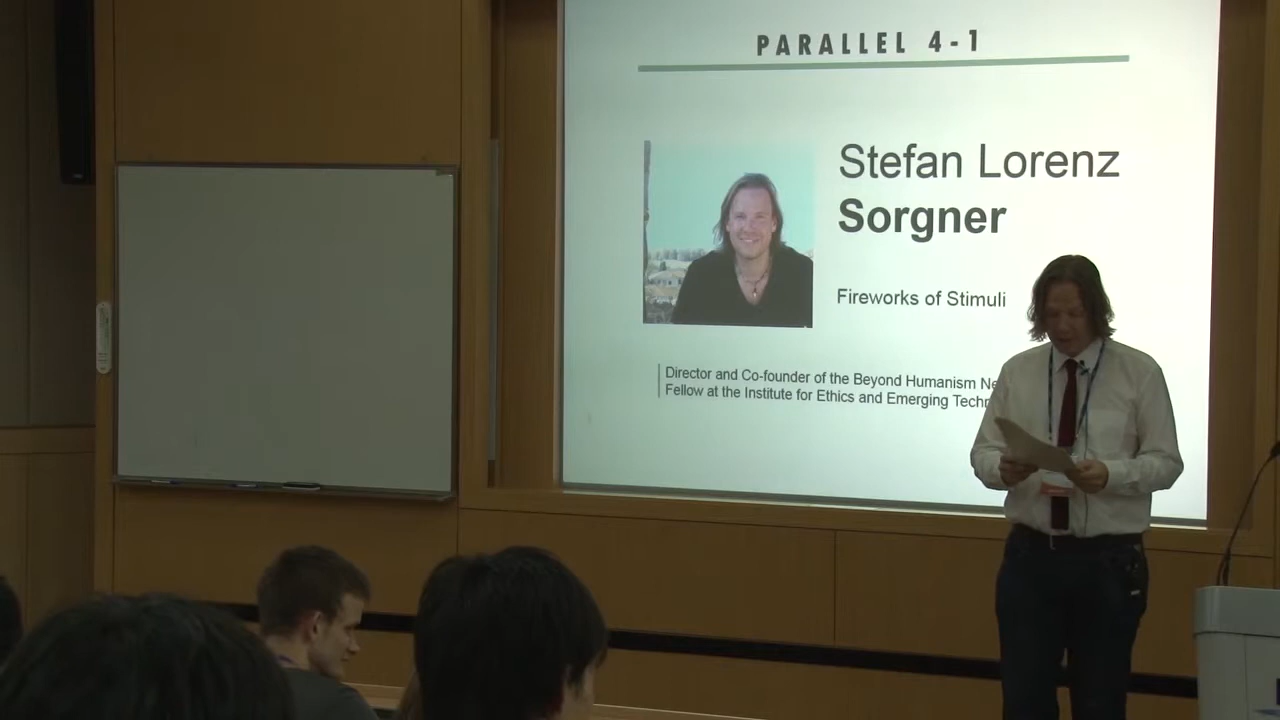 PARALLEL 4-1
Stefan Lorenz
Sorgner
Fireworks of Stimuli
Director and Co-founder of the Beyond Humanism
Fellow at the Institute for Ethics and Emerging